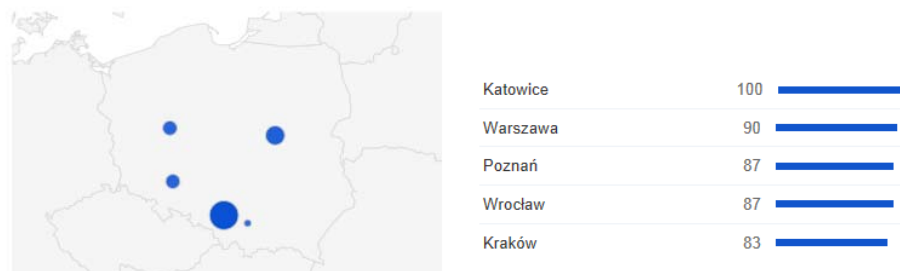 Katowice 100
Warszawa 90
Poznań 87
Wrocław 87
Kraków 83